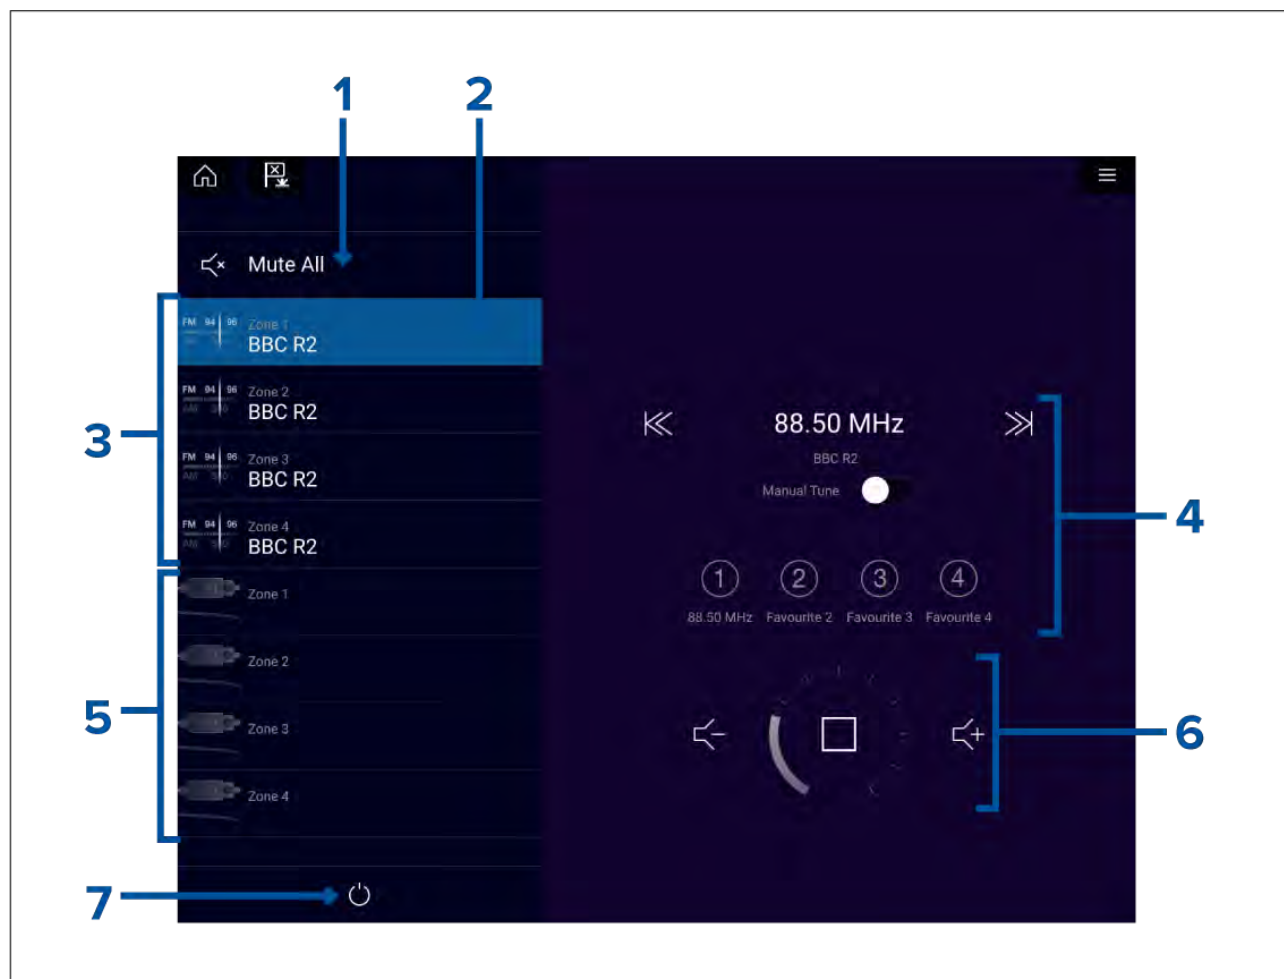 1 2
Mute All
3
FM 94 96 Zone 1
BBC R2
FM 94 96 Zone 2
BBC R2
FM 94 96 Zone 3
BBC R2
FM 94 96 Zone 4
BBC R2
5
Zone 1
Zone 2
Zone 3
Zone 4
7
88.50 MHz
BBC R2
Manual Tune
4
1 2 3 4
88.50 MHz Favourite 2 Favourite 3 Favourite 4
6